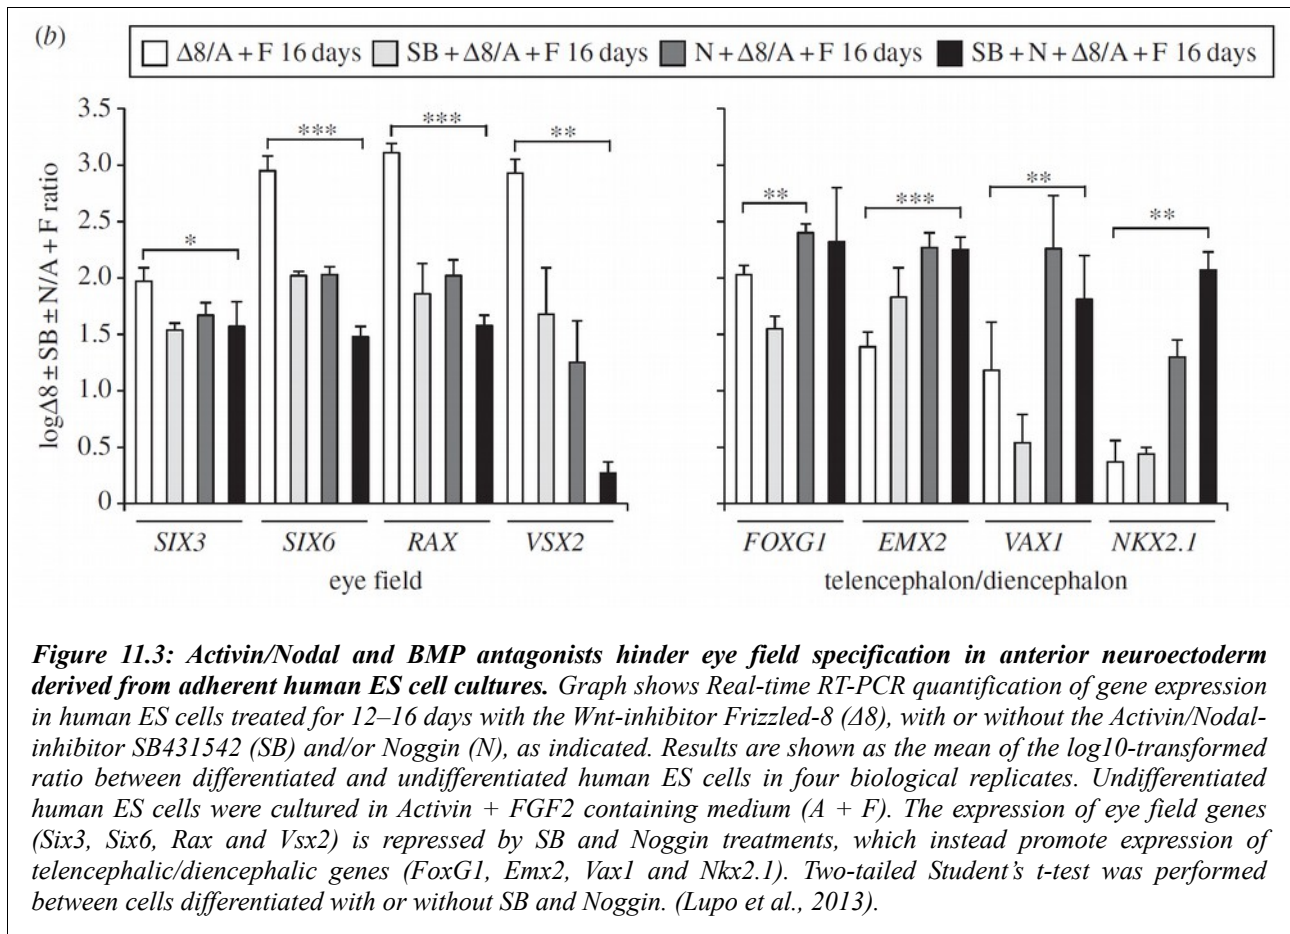 (b)
Δ8/A + F 16 days SB + Δ8/A + F 16 days N + Δ8/A + F 16 days SB + N + Δ8/A + F 16 days
logΔ8 ± SB ± N/A + F ratio
3.5
3.0
2.5
2.0
1.5
1.0
0.5
0
*
***
***
**
**
***
**
**
SIX3 SIX6 RAX VSX2
eye field
FOXG1 EMX2 VAX1 NKX2.1
telencephalon/diencephalon
Figure 11.3: Activin/Nodal and BMP antagonists hinder eye field specification in anterior neuroectoderm
derived from adherent human ES cell cultures. Graph shows Real-time RT-PCR quantification of gene expression
in human ES cells treated for 12–16 days with the Wnt-inhibitor Frizzled-8 (Δ8), with or without the Activin/Nodal-
inhibitor SB431542 (SB) and/or Noggin (N), as indicated. Results are shown as the mean of the log10-transformed
ratio between differentiated and undifferentiated human ES cells in four biological replicates. Undifferentiated
human ES cells were cultured in Activin + FGF2 containing medium (A + F). The expression of eye field genes
(Six3, Six6, Rax and Vsx2) is repressed by SB and Noggin treatments, which instead promote expression of
telencephalic/diencephalic genes (FoxG1, Emx2, Vax1 and Nkx2.1). Two-tailed Student’s t-test was performed
between cells differentiated with or without SB and Noggin. (Lupo et al., 2013).